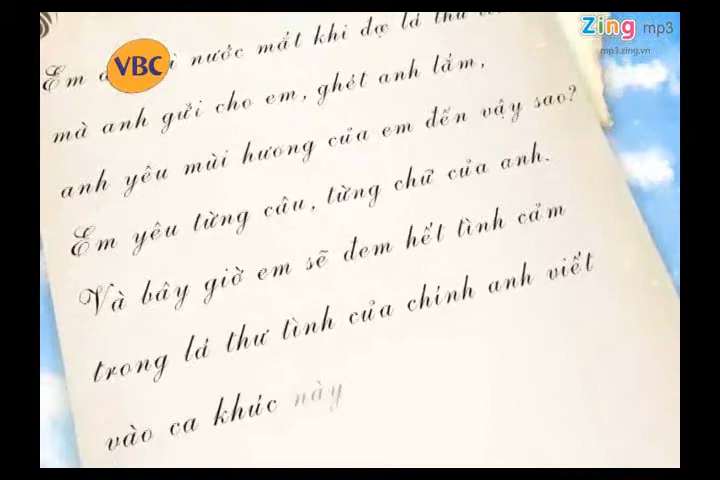 Zing mp3
mp3.zing.vn
VBC
Em nước mắt khi đọc lá thư
mà anh gửi cho em, ghét anh lắm,
anh yêu mùi hương của em đến vậy sao?
Em yêu từng câu, từng chữ của anh.
Và bây giờ em sẽ đem hết tình cảm
trong lá thư tình của chính anh viết
vào ca khúc này